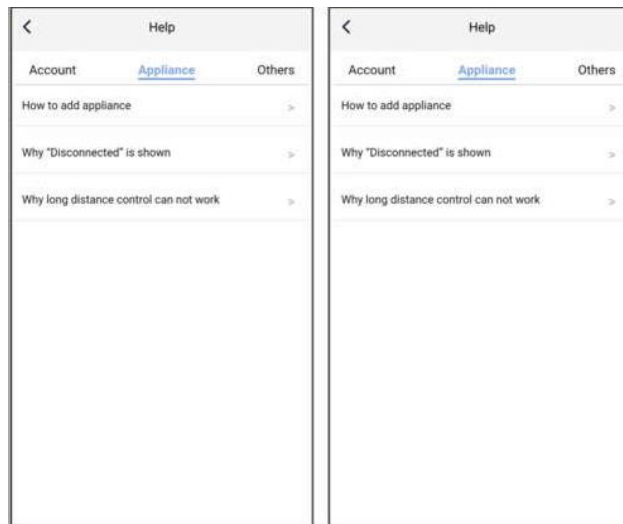 Help
Account Appliance Others
How to add appliance
Why "Disconnected" is shown
Why long distance control can not work
Help
Account Appliance Others
How to add appliance
Why "Disconnected" is shown
Why long distance control can not work